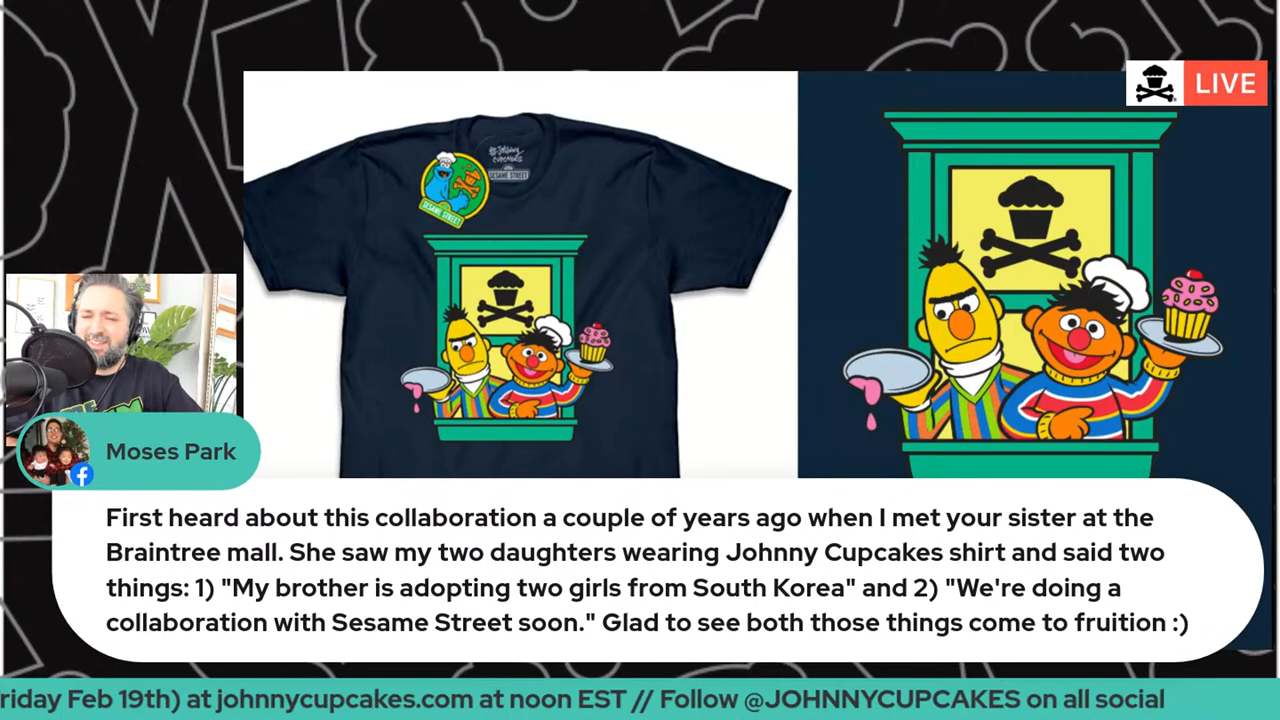 LIVE
Johnny
Cupcakes
SESAME STREET
SESAME STREET
Moses Park
First heard about this collaboration a couple of years ago when I met your sister at the
Braintree mall. She saw my two daughters wearing Johnny Cupcakes shirt and said two
things: 1) "My brother is adopting two girls from South Korea" and 2) "We're doing a
collaboration with Sesame Street soon." Glad to see both those things come to fruition :)
riday Feb 19th) at johnnycupcakes.com at noon EST // Follow @JOHNNYCUPCAKES on all social